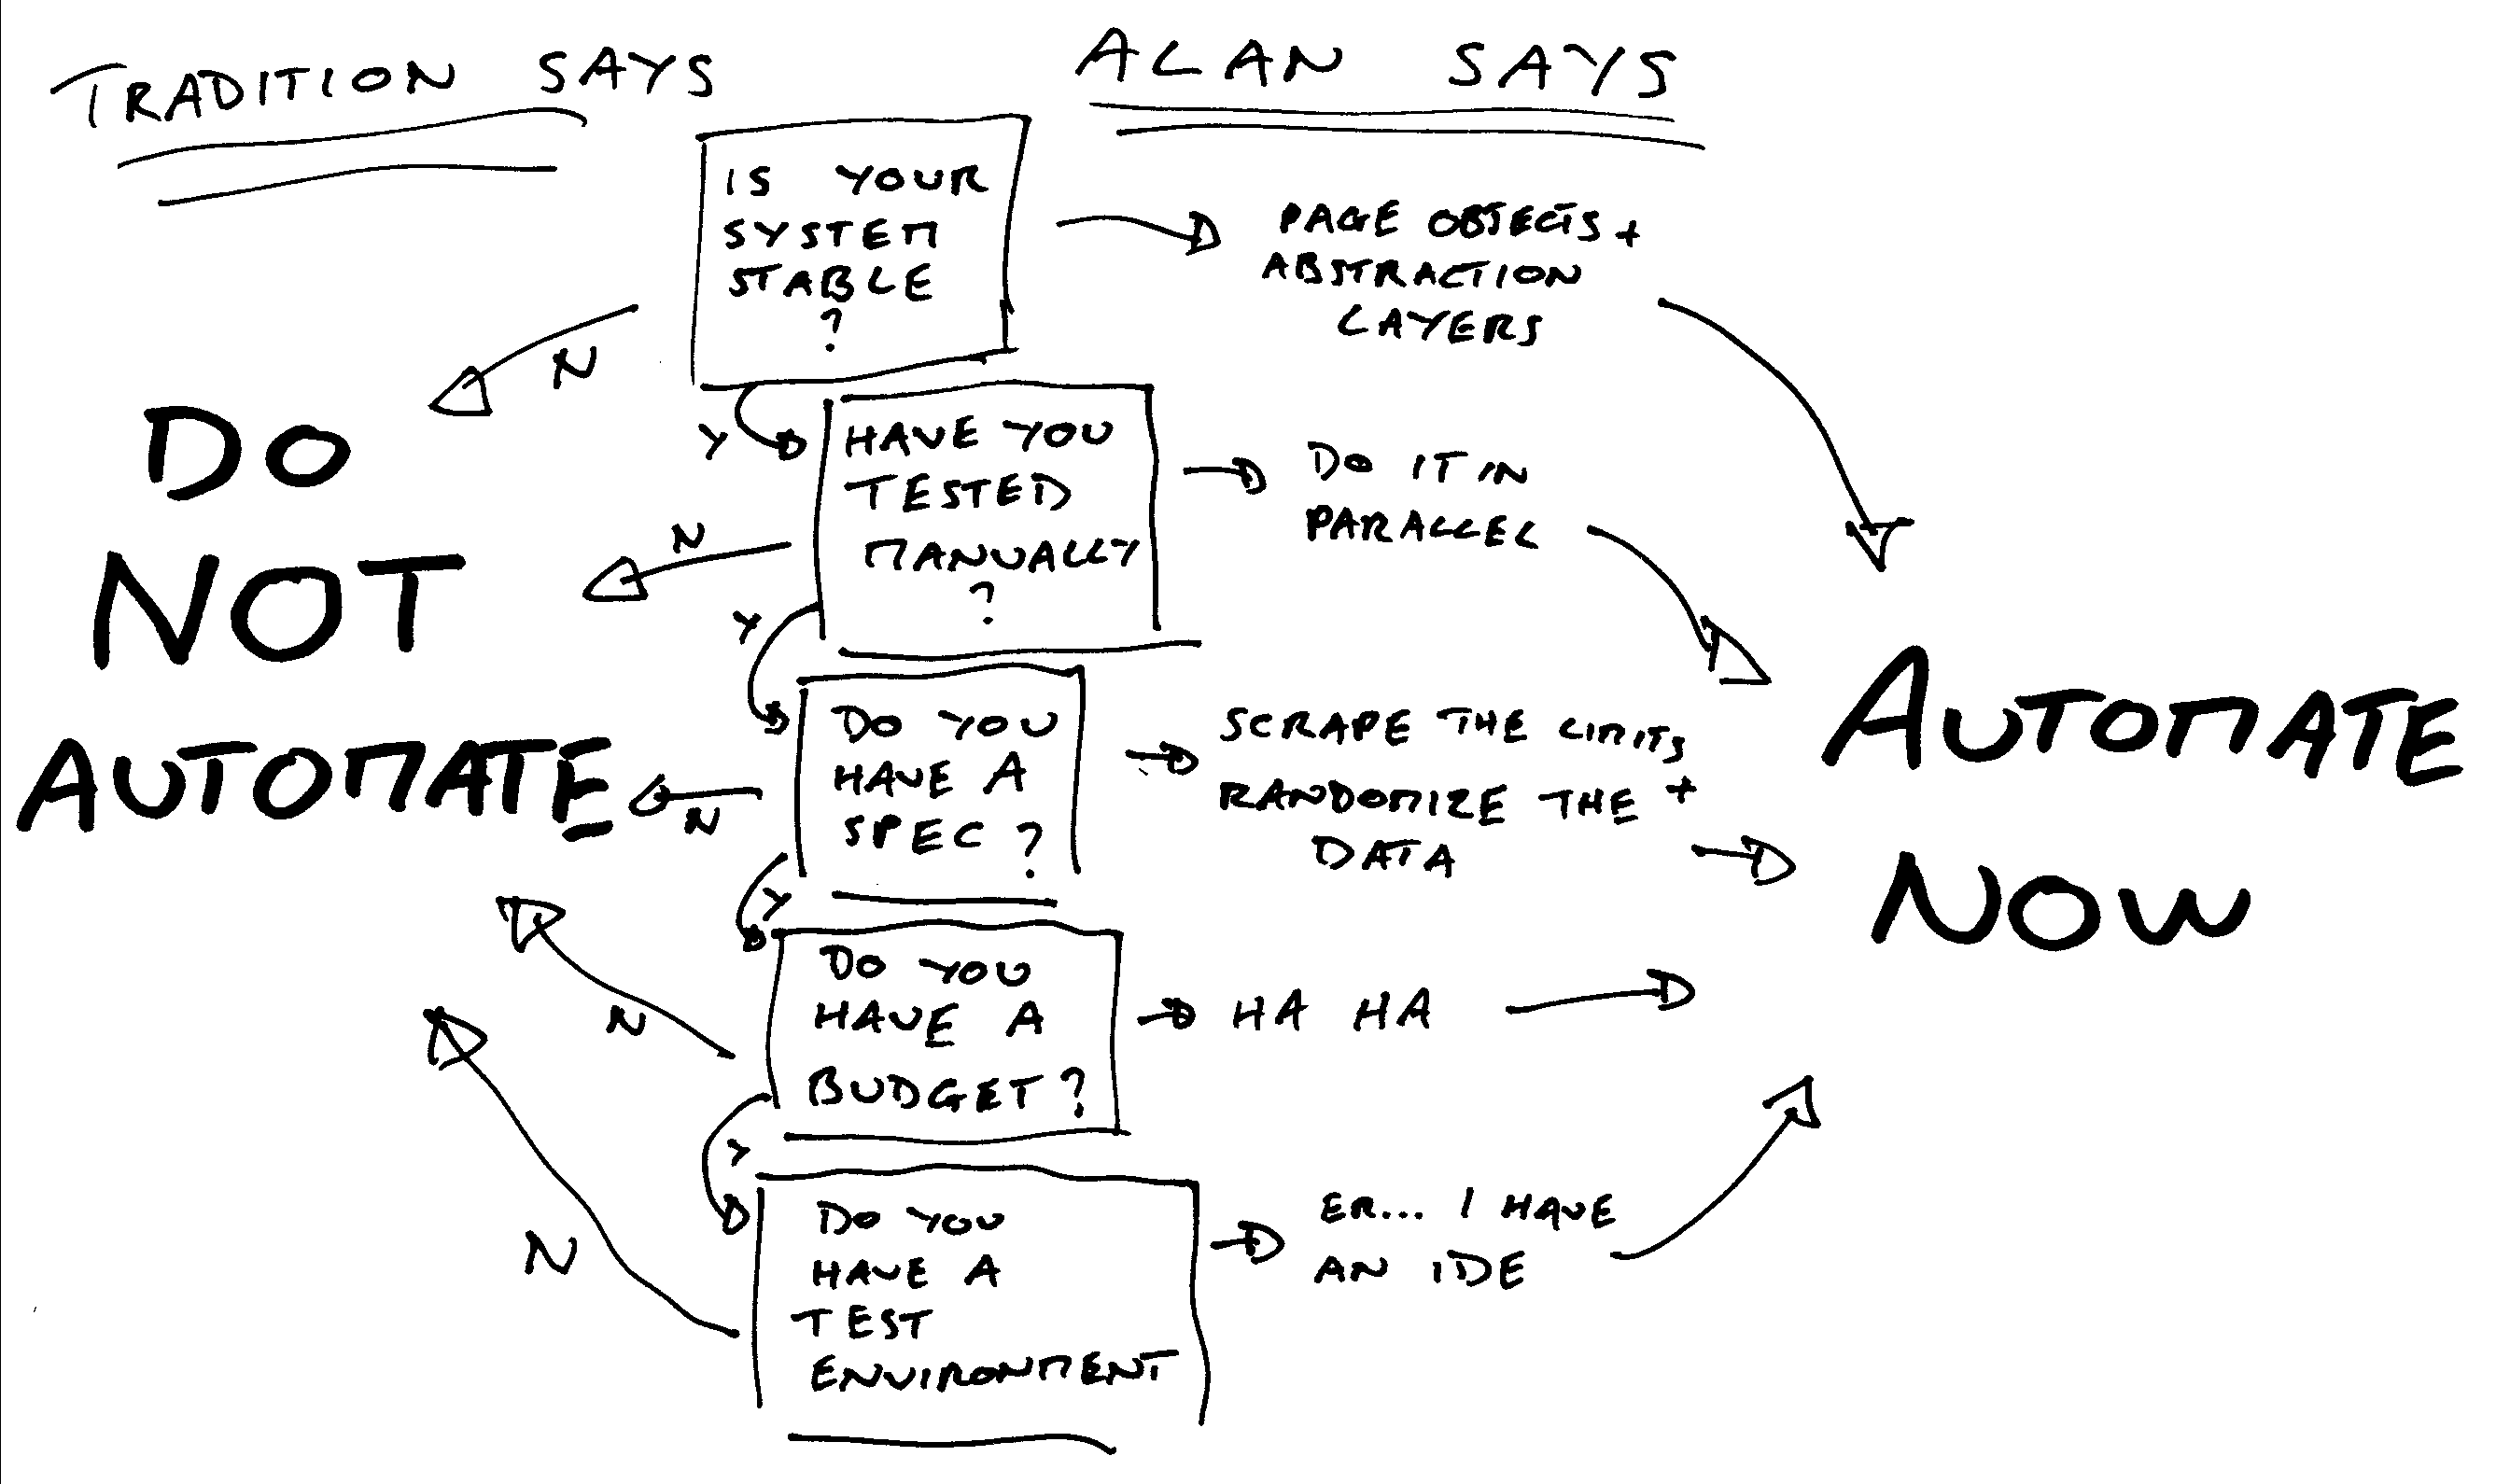 TRADITION SAYS
ALAN SAYS
IS YOUR
SYSTEM
STABLE
?
PAGE OBJECTS +
ABSTRACTION
LAYERS
N
Y
DO
NOT
AUTOMATE
HAVE YOU
TESTED
MANUALLY
?
DO IT IN
PARALLEL
N
Y
DO YOU
HAVE A
SPEC ?
SCRAPE THE LIMITS
RANDOMIZE THE +
DATA
N
Y
AUTOMATE
NOW
DO YOU
HAVE A
BUDGET ?
HA HA
N
Y
DO YOU
HAVE A
TEST
ENVIRONMENT
ER... I HAVE
AN IDE
N